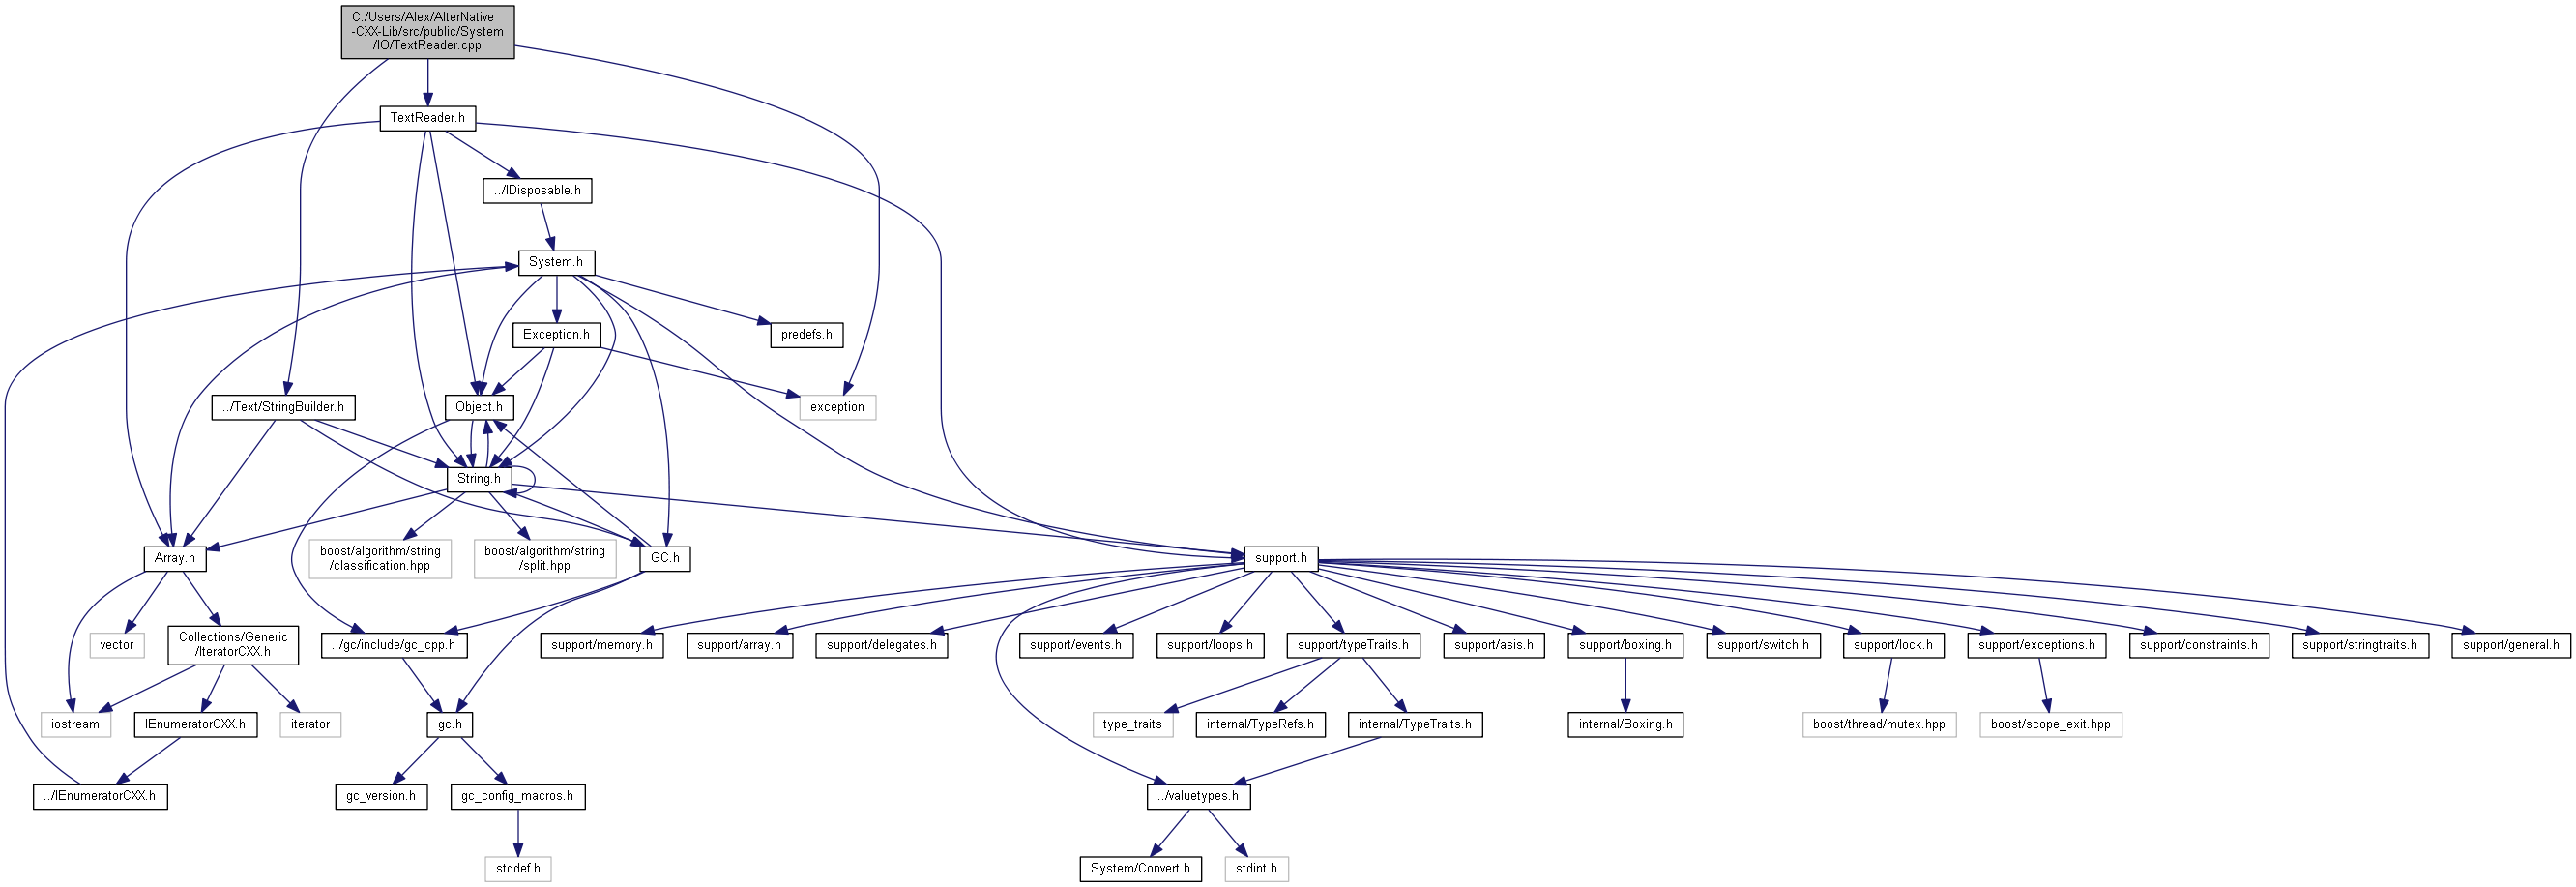 C:/Users/Alex/AlterNative
-CXX-Lib/src/public/System
/IO/TextReader.cpp
TextReader.h
../IDisposable.h
System.h
Exception.h
predefs.h
../Text/StringBuilder.h
Object.h
exception
String.h
Array.h
boost/algorithm/string
/classification.hpp
boost/algorithm/string
/split.hpp
GC.h
support.h
vector
Collections/Generic
/IteratorCXX.h
../gc/include/gc_cpp.h
support/memory.h
support/array.h
support/delegates.h
support/events.h
support/loops.h
support/typeTraits.h
support/asis.h
support/boxing.h
support/switch.h
support/lock.h
support/exceptions.h
support/constraints.h
support/stringtraits.h
support/general.h
iostream
IEnumeratorCXX.h
iterator
gc.h
type_traits
internal/TypeRefs.h
internal/TypeTraits.h
internal/Boxing.h
boost/thread/mutex.hpp
boost/scope_exit.hpp
../IEnumeratorCXX.h
gc_version.h
gc_config_macros.h
../valuetypes.h
stddef.h
System/Convert.h
stdint.h